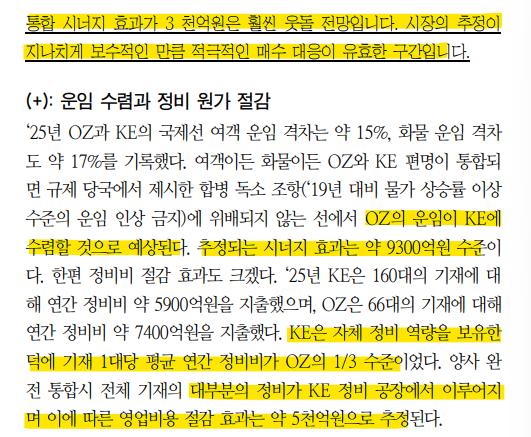 통합 시너지 효과가 3 천억원은 훨씬 웃돌 전망입니다. 시장의 추정이
지나치게 보수적인 만큼 적극적인 매수 대응이 유효한 구간입니다.
(+): 운임 수렴과 정비 원가 절감
‘25년 OZ과 KE의 국제선 여객 운임 격차는 약 15%, 화물 운임 격차
도 약 17%를 기록했다. 여객이든 화물이든 OZ와 KE 편명이 통합되
면 규제 당국에서 제시한 합병 독소 조항(‘19년 대비 물가 상승률 이상
수준의 운임 인상 금지)에 위배되지 않는 선에서 OZ의 운임이 KE에
수렴할 것으로 예상된다. 추정되는 시너지 효과는 약 9300억원 수준이
다. 한편 정비비 절감 효과도 크겠다. ‘25년 KE은 160대의 기재에 대
해 연간 정비비 약 5900억원을 지출했으며, OZ은 66대의 기재에 대해
연간 정비비 약 7400억원을 지출했다. KE은 자체 정비 역량을 보유한
덕에 기재 1대당 평균 연간 정비비가 OZ의 1/3 수준이었다. 양사 완
전 통합시 전체 기재의 대부분의 정비가 KE 정비 공장에서 이루어지
며 이에 따른 영업비용 절감 효과는 약 5천억원으로 추정된다.